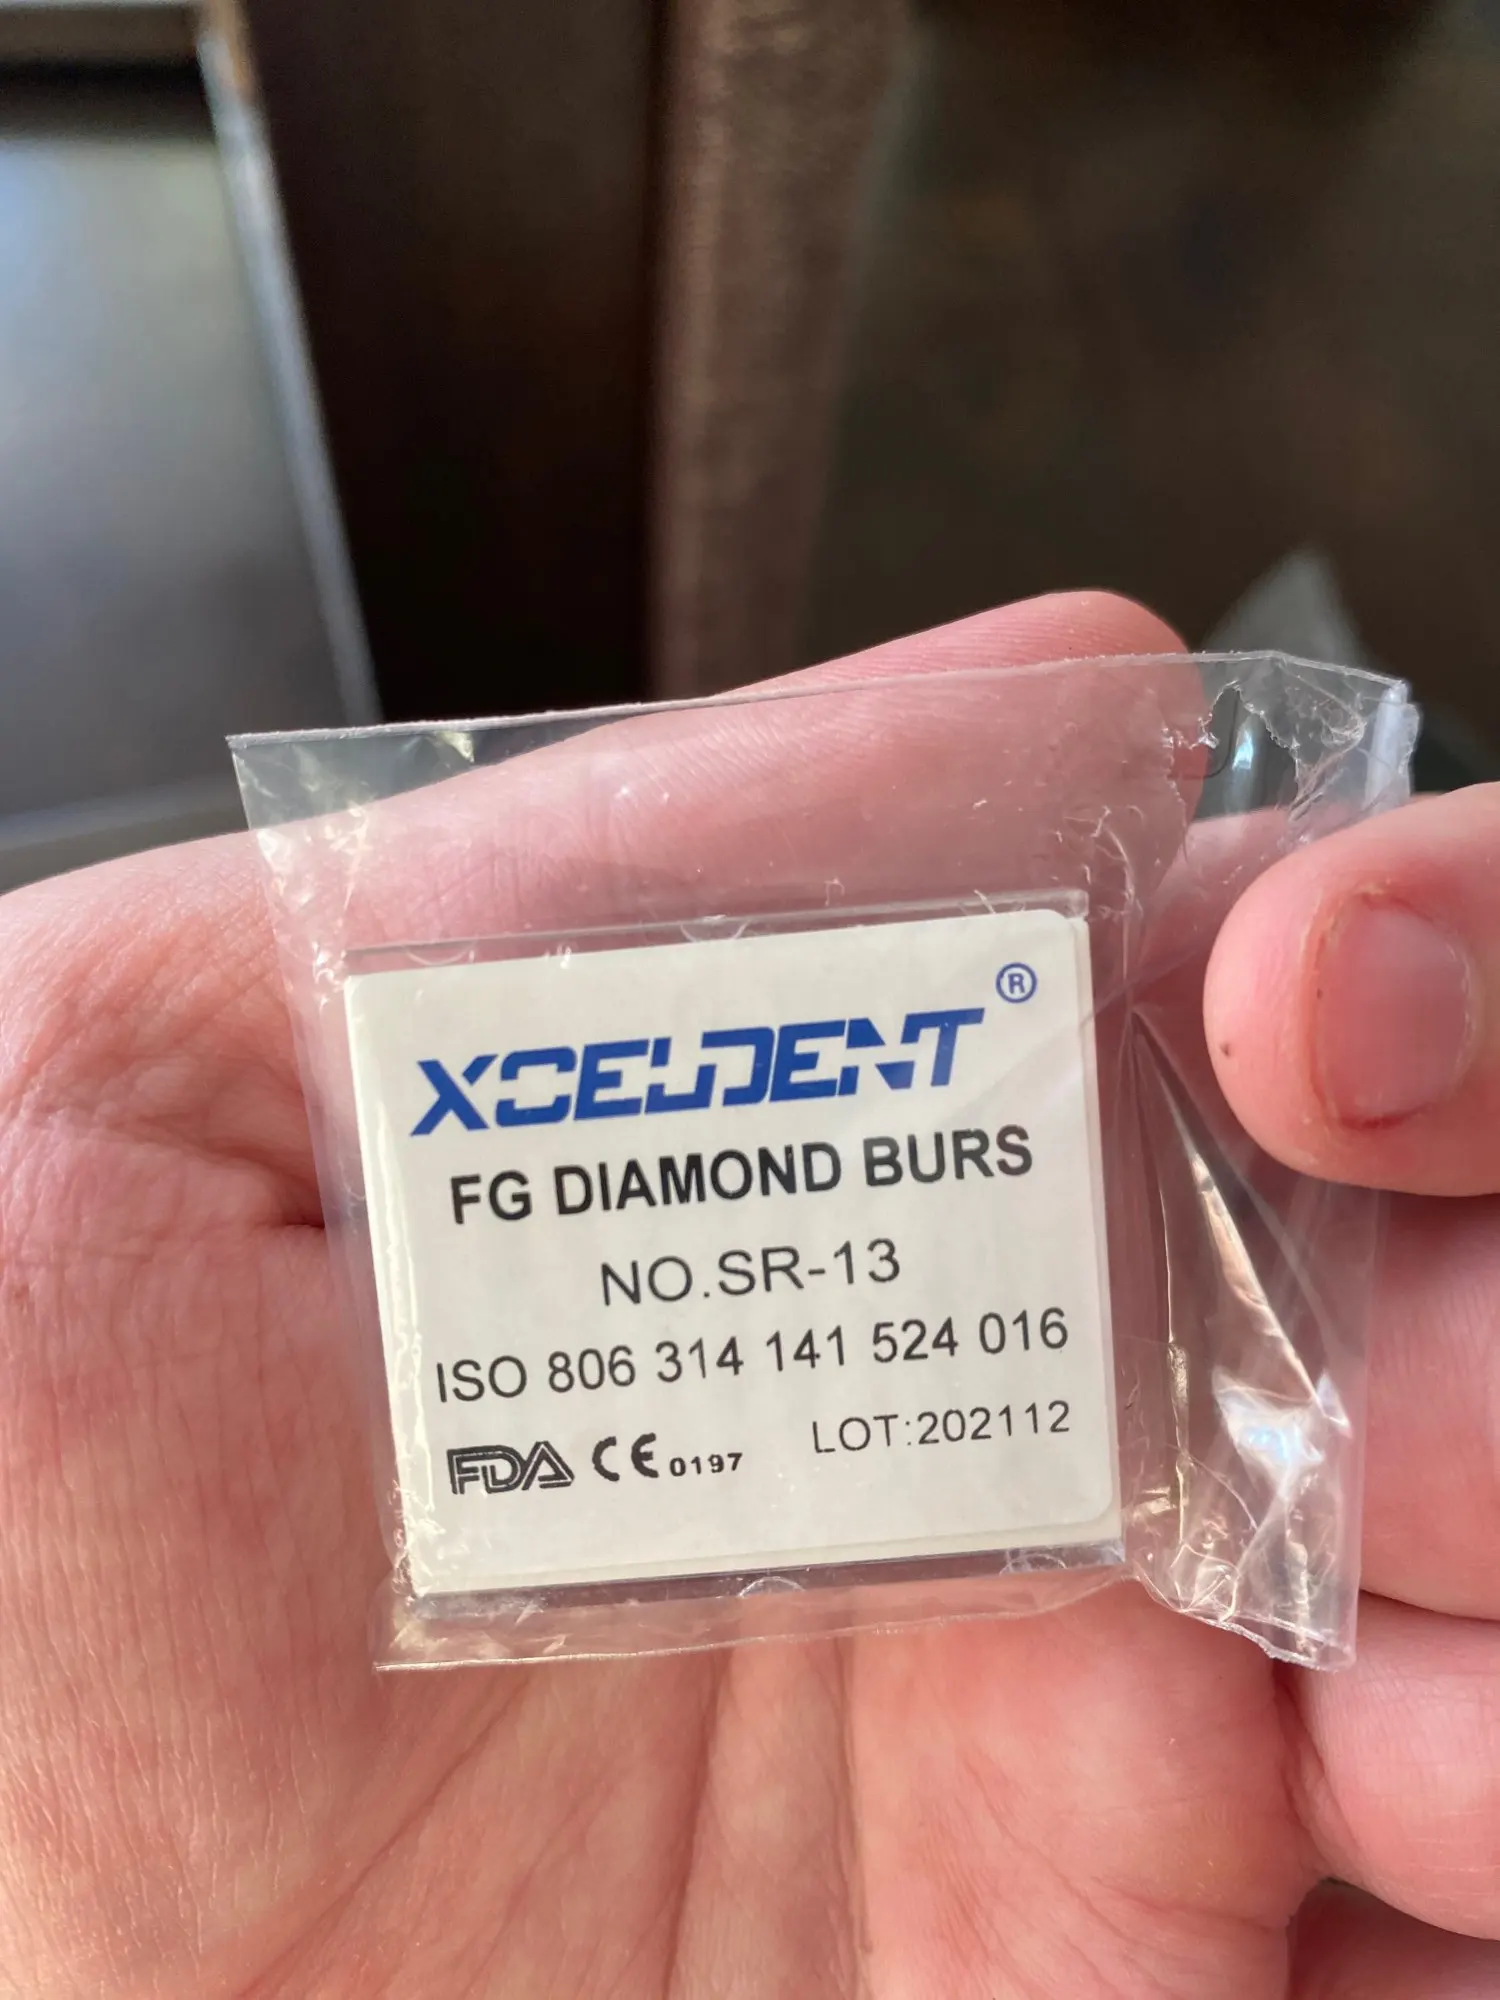 XCELDENT ®
FG DIAMOND BURS
NO.SR-13
ISO 806 314 141 524 016
FDA CE 0197 LOT:202112